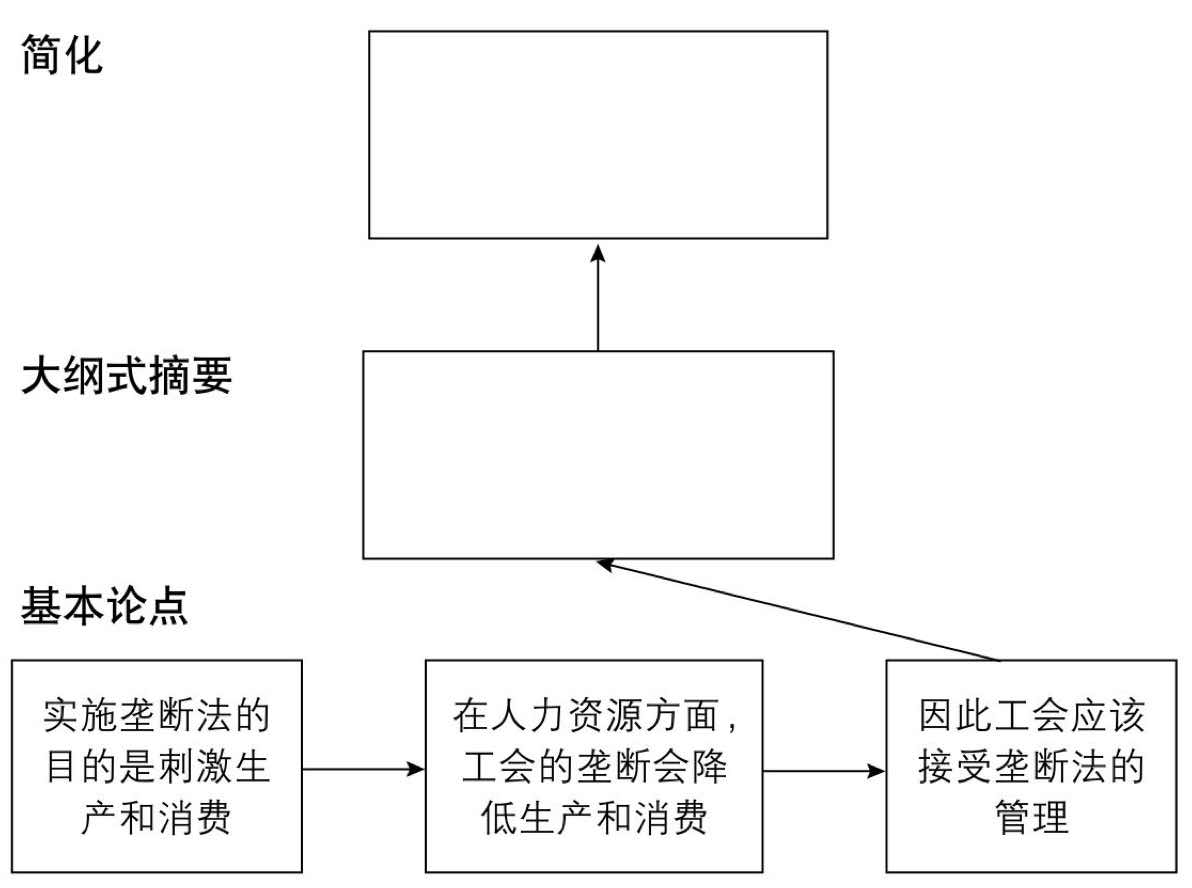 简化
大纲式摘要
基本论点
实施垄断法的
目的是刺激生
产和消费
在人力资源方面，
工会的垄断会降
低生产和消费
因此工会应该
接受垄断法的
管理